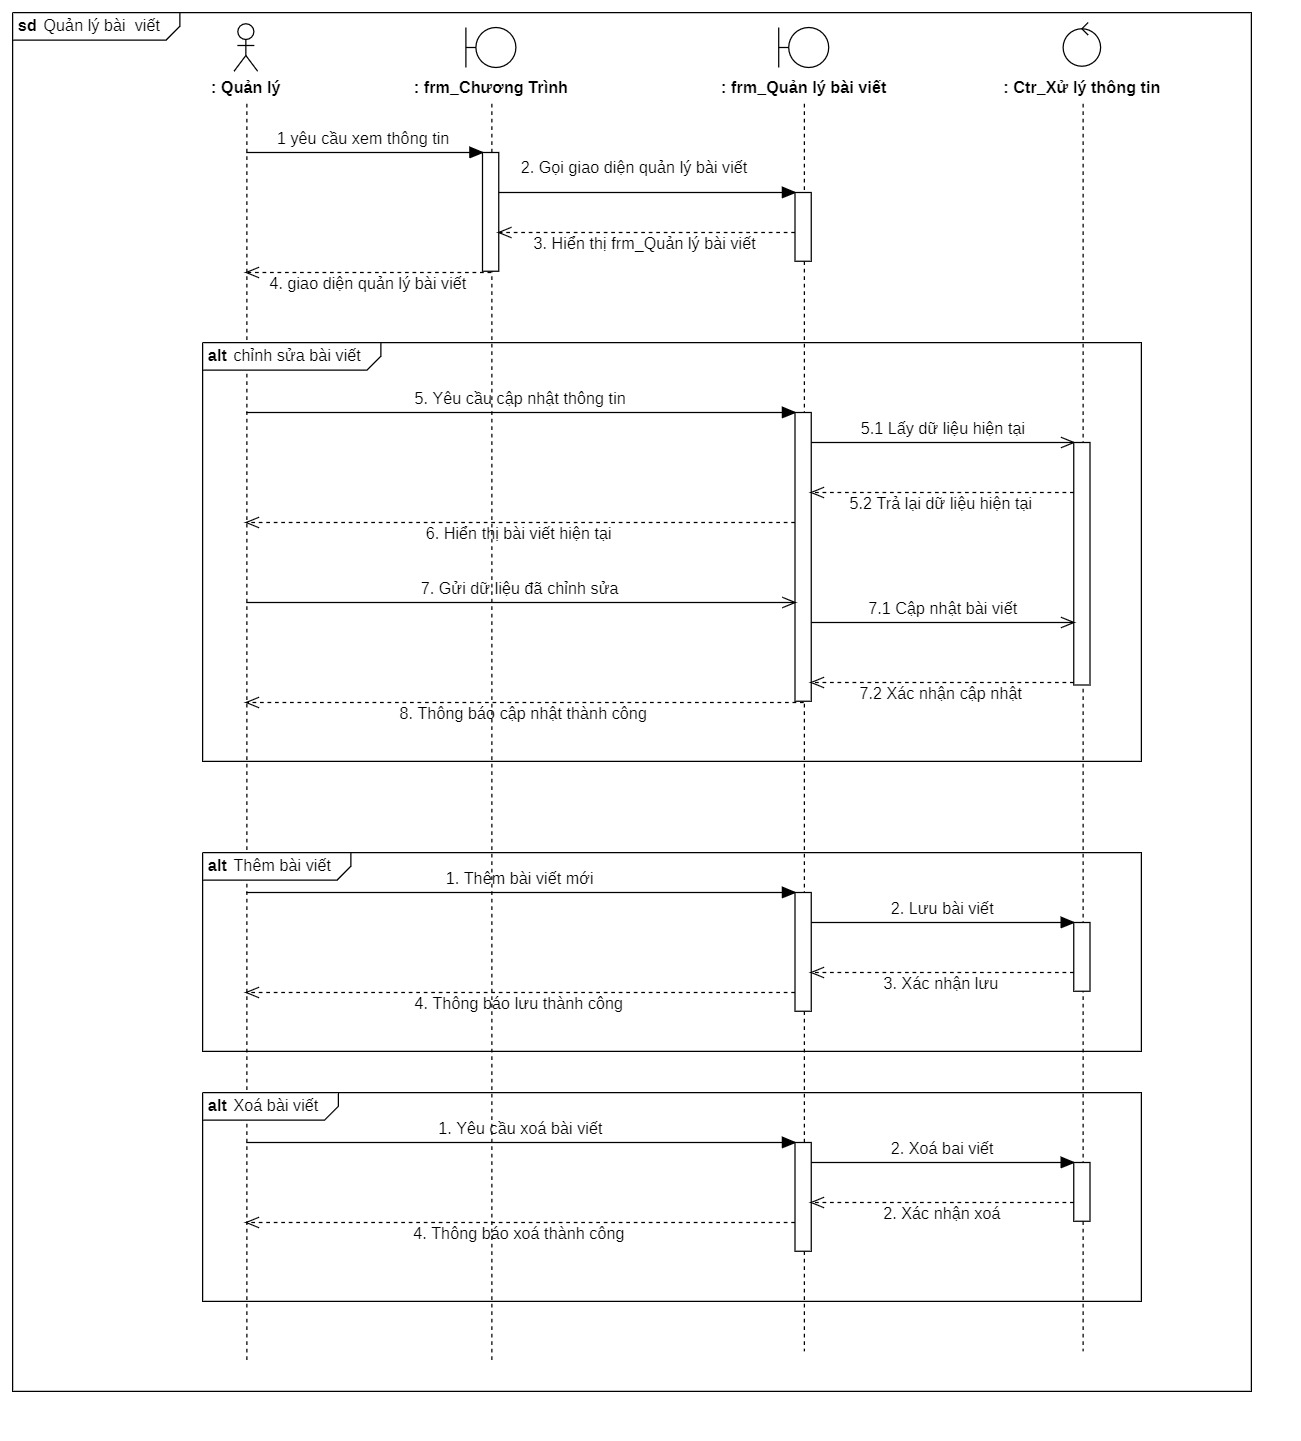 sd Quản lý bài viết
: Quản lý
: frm_Chương Trình
: frm_Quản lý bài viết
: Ctr_Xử lý thông tin
1 yêu cầu xem thông tin
2. Gọi giao diện quản lý bài viết
3. Hiển thị frm_Quản lý bài viết
4. giao diện quản lý bài viết
alt chỉnh sửa bài viết
5. Yêu cầu cập nhật thông tin
5.1 Lấy dữ liệu hiện tại
5.2 Trả lại dữ liệu hiện tại
6. Hiển thị bài viết hiện tại
7. Gửi dữ liệu đã chỉnh sửa
7.1 Cập nhật bài viết
7.2 Xác nhận cập nhật
8. Thông báo cập nhật thành công
alt Thêm bài viết
1. Thêm bài viết mới
2. Lưu bài viết
3. Xác nhận lưu
4. Thông báo lưu thành công
alt Xoá bài viết
1. Yêu cầu xoá bài viết
2. Xoá bai viết
2. Xác nhận xoá
4. Thông báo xoá thành công